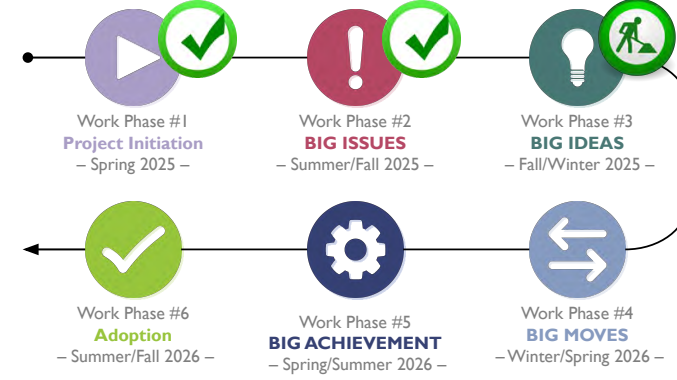 Work Phase #1
Project Initiation
– Spring 2025 –
Work Phase #2
BIG ISSUES
– Summer/Fall 2025 –
Work Phase #3
BIG IDEAS
– Fall/Winter 2025 –
Work Phase #6
Adoption
– Summer/Fall 2026 –
Work Phase #5
BIG ACHIEVEMENT
– Spring/Summer 2026 –
Work Phase #4
BIG MOVES
– Winter/Spring 2026 –